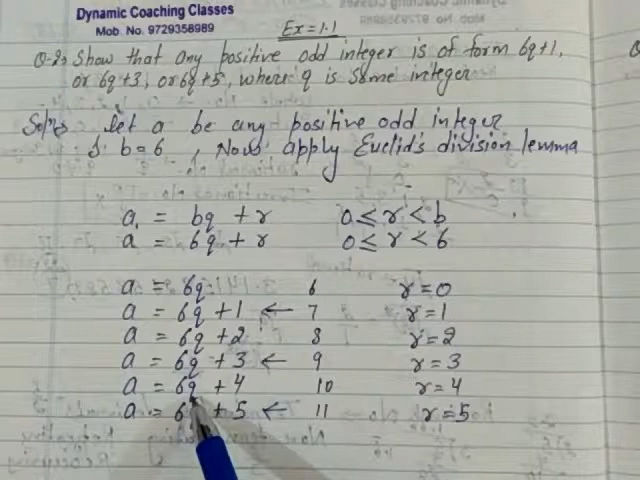 Dynamic Coaching Classes
Mob. No. 9729358989
Ex = 1.1
Q-2:- Show that any positive odd integer is of form 6q+1,
or 6q+3, or 6q+5, where q is some integer
Soln:- let a be any positive odd integer
& b=6, Now apply Euclid's division lemma
a = bq + r 0 ≤ r < b
a = 6q + r 0 ≤ r < 6
a = 6q 6 r=0
a = 6q + 1 ← 7 r=1
a = 6q + 2 8 r=2
a = 6q + 3 ← 9 r=3
a = 6q + 4 10 r=4
a = 6 + 5 ← 11 r=5